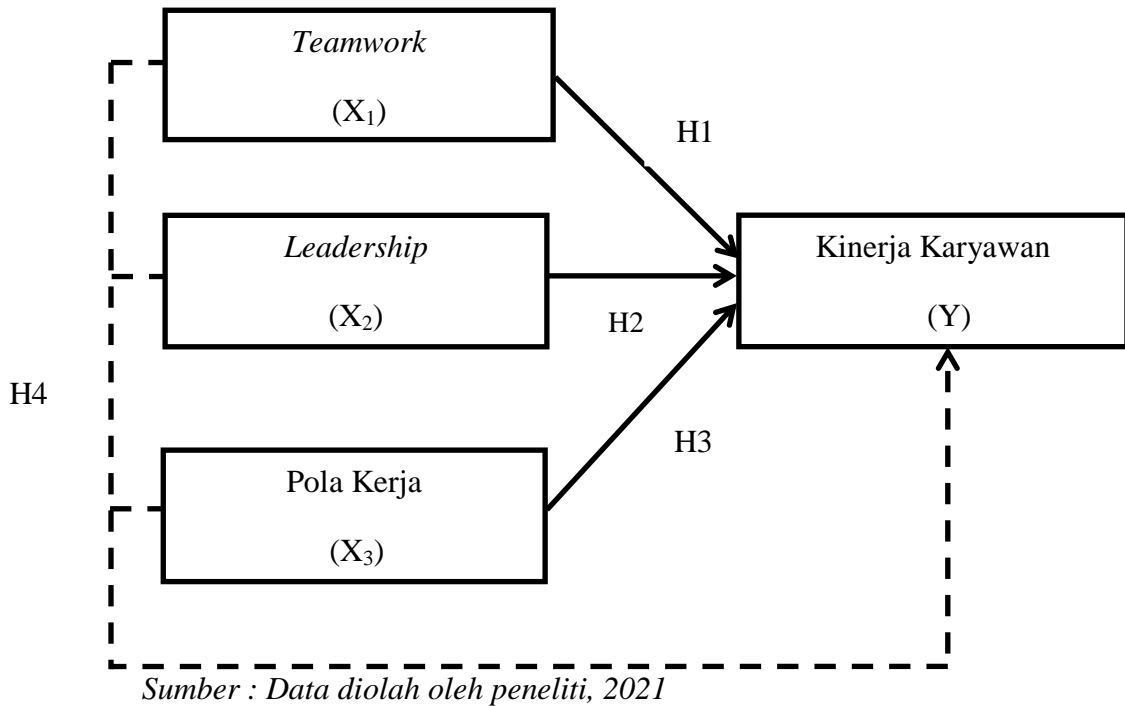 Teamwork
(X₁)
H1
Leadership
(X₂)
Kinerja Karyawan
(Y)
H2
H4
H3
Pola Kerja
(X₃)
Sumber : Data diolah oleh peneliti, 2021